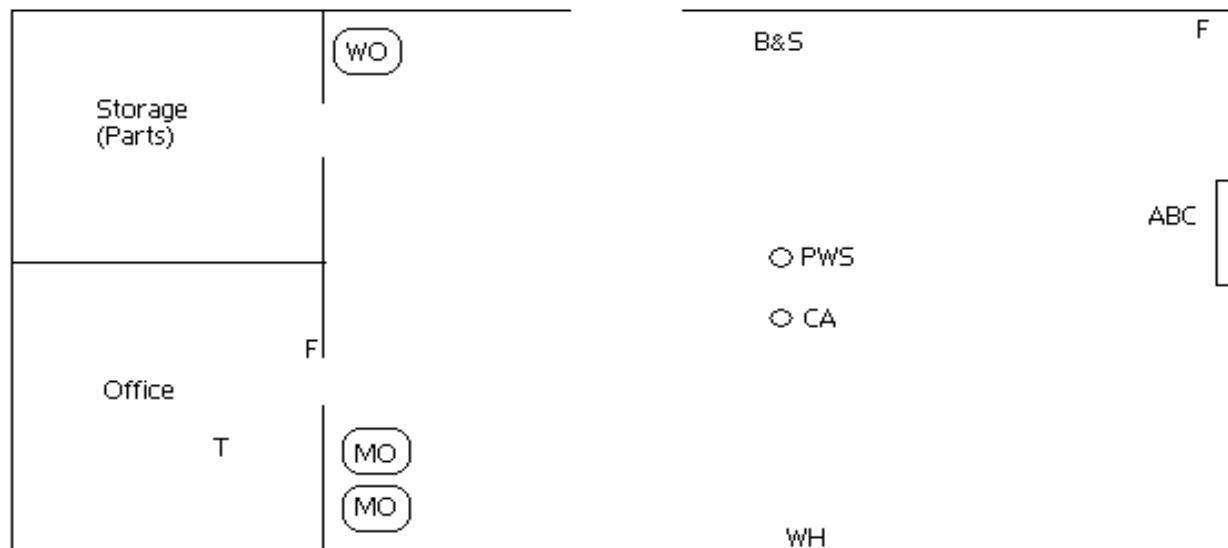 WO
B&S
F
Storage
(Parts)
ABC
PWS
CA
F
Office
T
MO
MO
WH